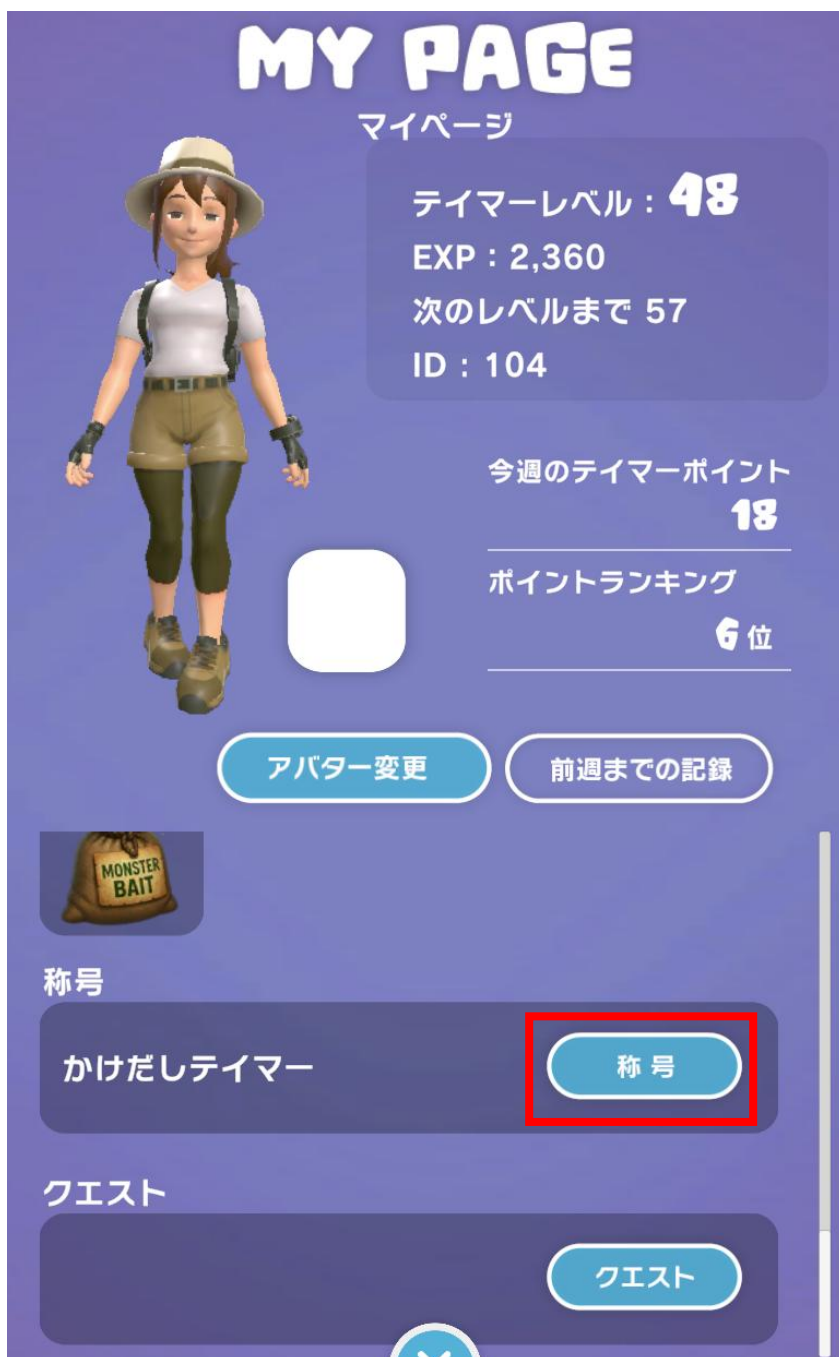 MY PAGE
マイページ
テイマーレベル：48
EXP：2,360
次のレベルまで 57
ID：104
今週のテイマーポイント
18
ポイントランキング
6位
アバター変更
前週までの記録
MONSTER
BAIT
称号
かけだしテイマー
称号
クエスト
クエスト